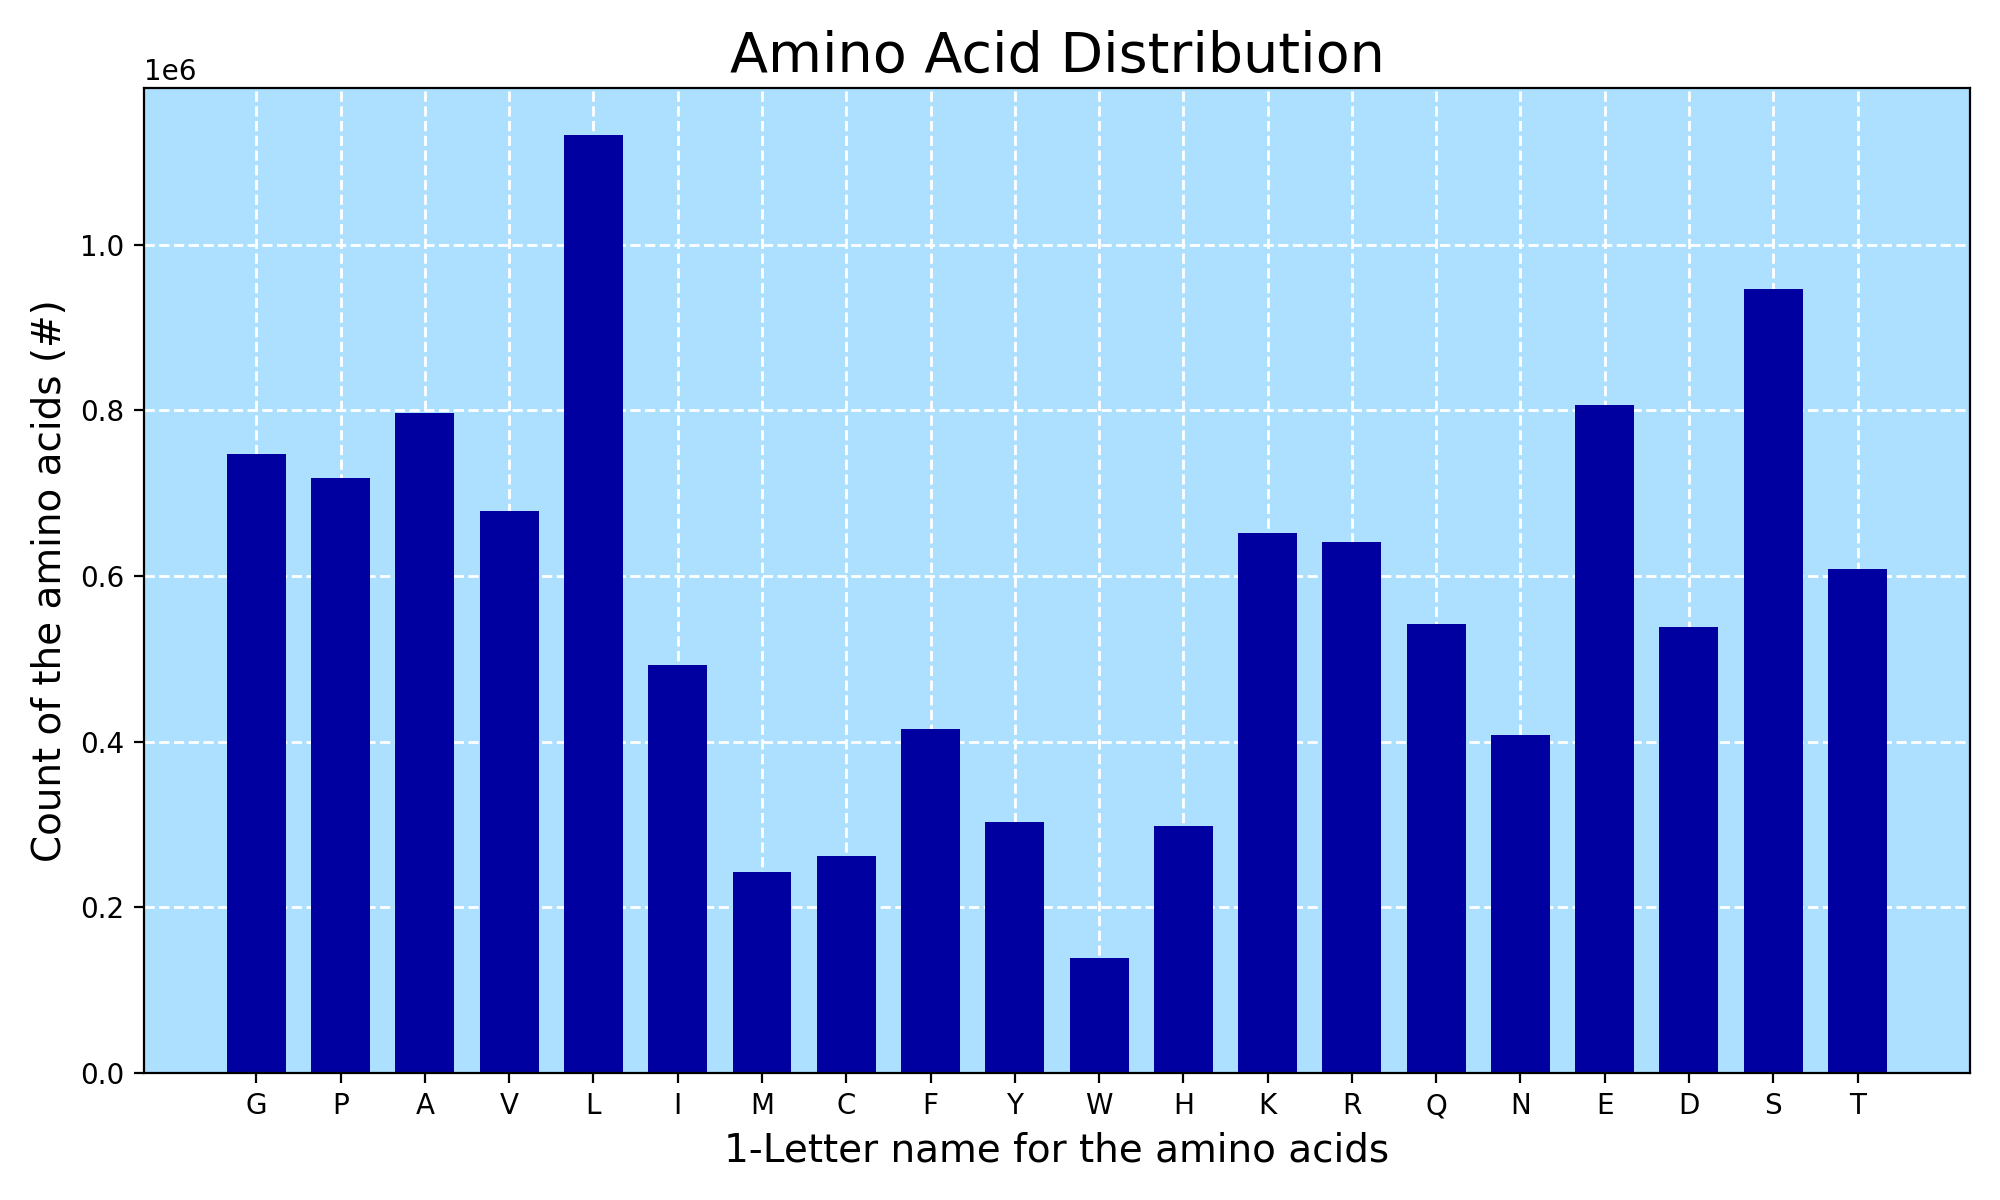 Amino Acid Distribution
1e6
1.0
0.8
0.6
0.4
0.2
0.0
Count of the amino acids (#)
G P A V L I M C F Y W H K R Q N E D S T
1-Letter name for the amino acids